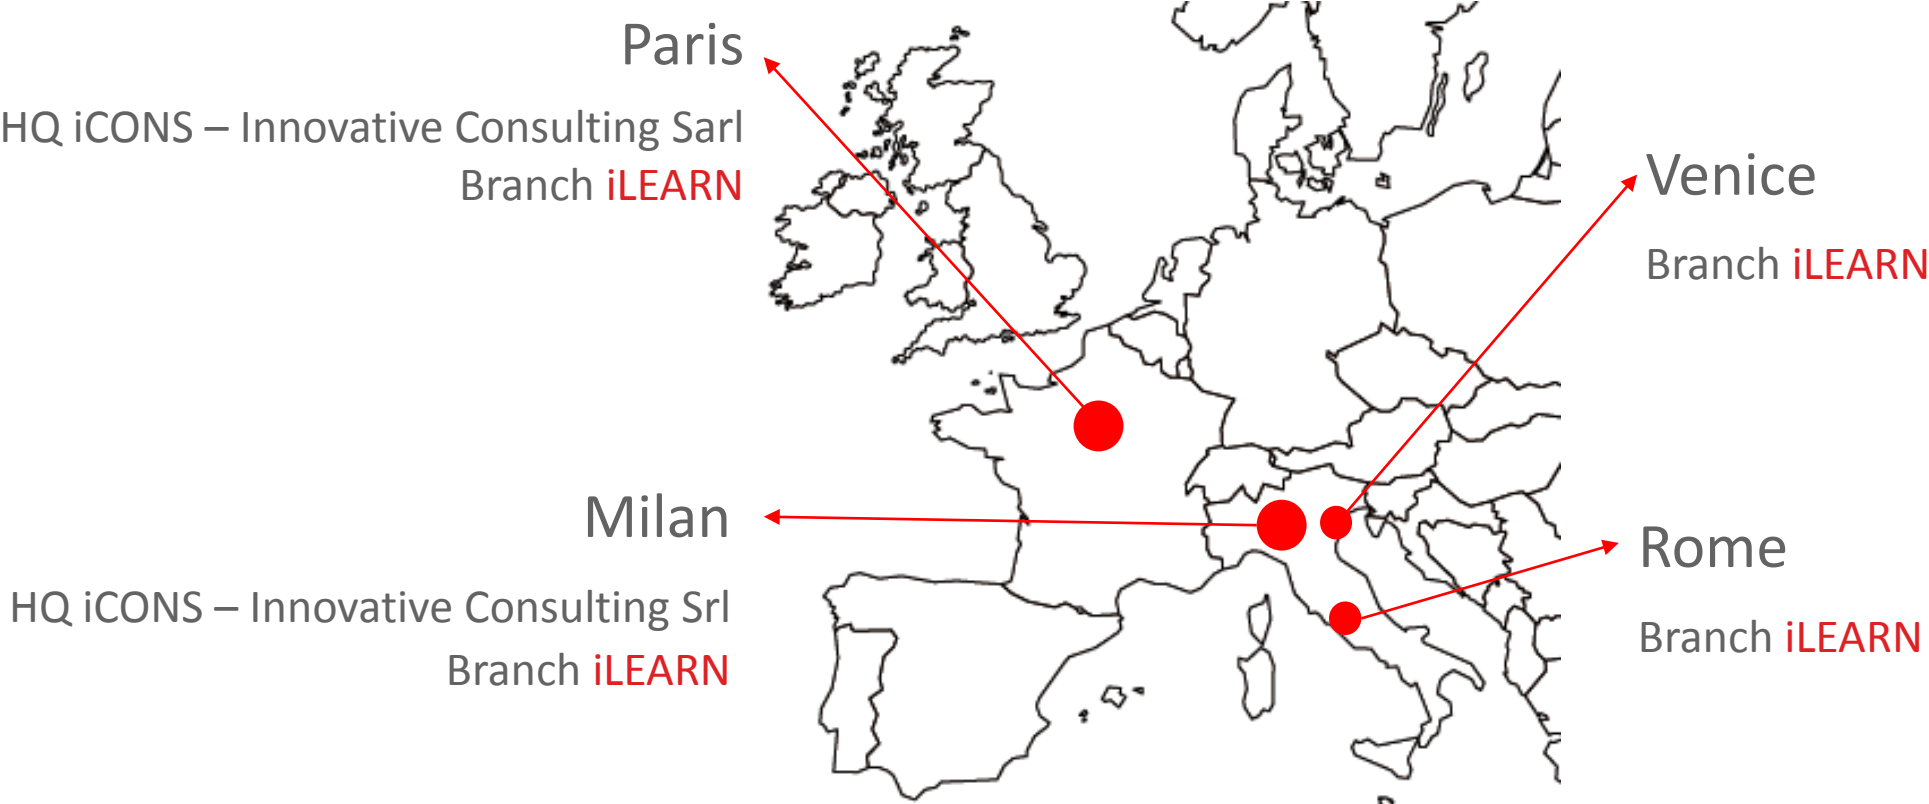 Paris
HQ iCONS – Innovative Consulting Sarl
Branch iLEARN
Milan
HQ iCONS – Innovative Consulting Srl
Branch iLEARN
Venice
Branch iLEARN
Rome
Branch iLEARN